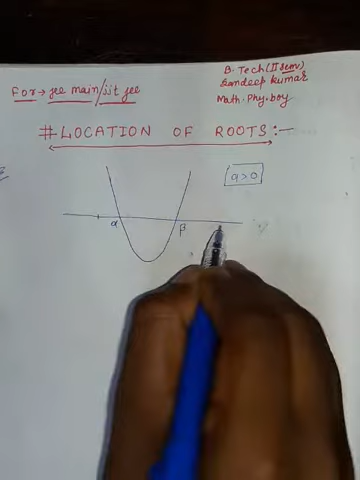 B. Tech (II sem)
Sandeep kumar
Math. Phy. boy
For → jee main/iit jee
# LOCATION OF ROOTS :-
a > 0
α β